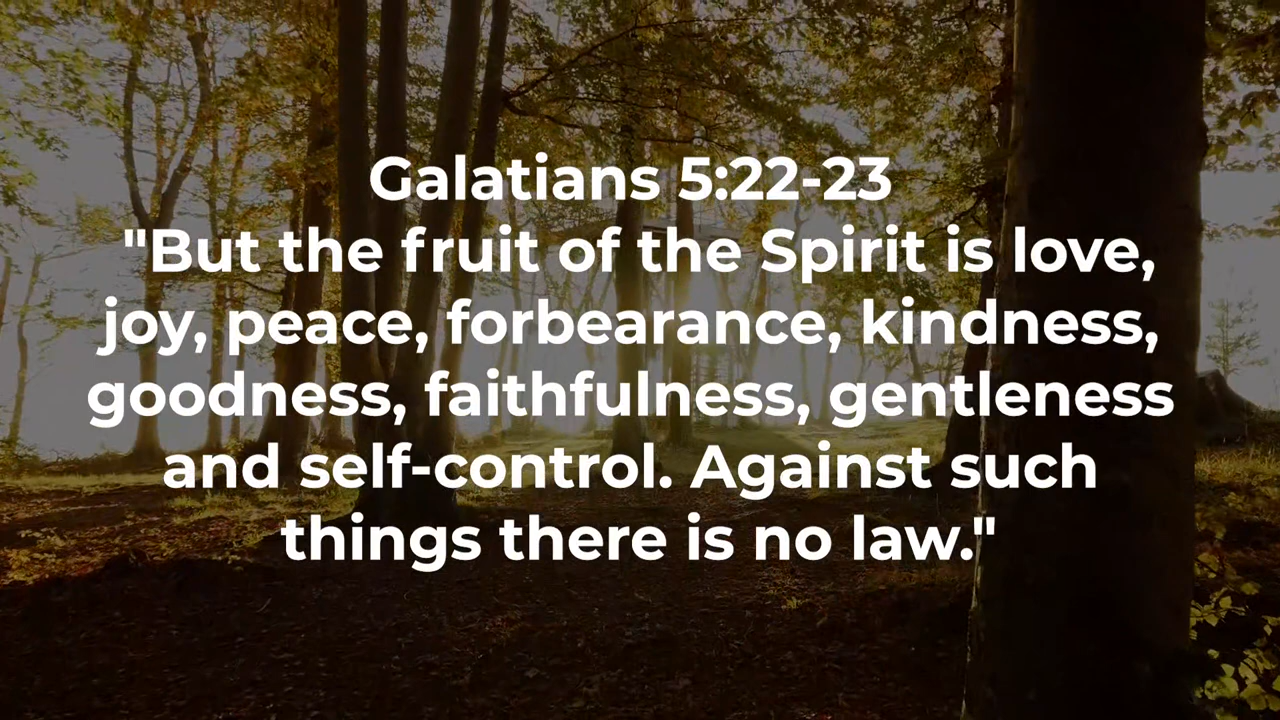 Galatians 5:22-23
"But the fruit of the Spirit is love,
joy, peace, forbearance, kindness,
goodness, faithfulness, gentleness
and self-control. Against such
things there is no law."